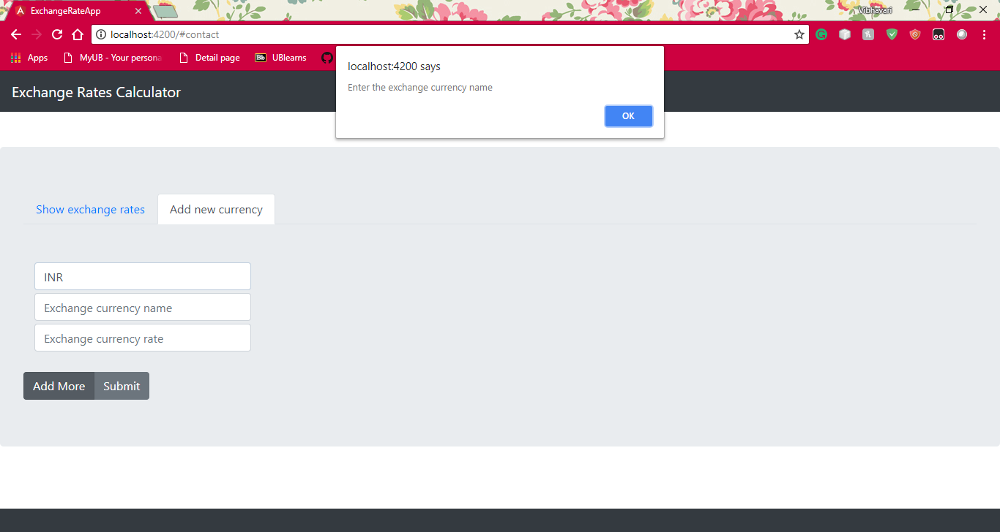 ExchangeRateApp
Vibhavari
localhost:4200/#contact
Apps
MyUB - Your persona
Detail page
Bb
UBlearns
localhost:4200 says
Enter the exchange currency name
OK
Exchange Rates Calculator
Show exchange rates
Add new currency
INR
Exchange currency name
Exchange currency rate
Add More
Submit